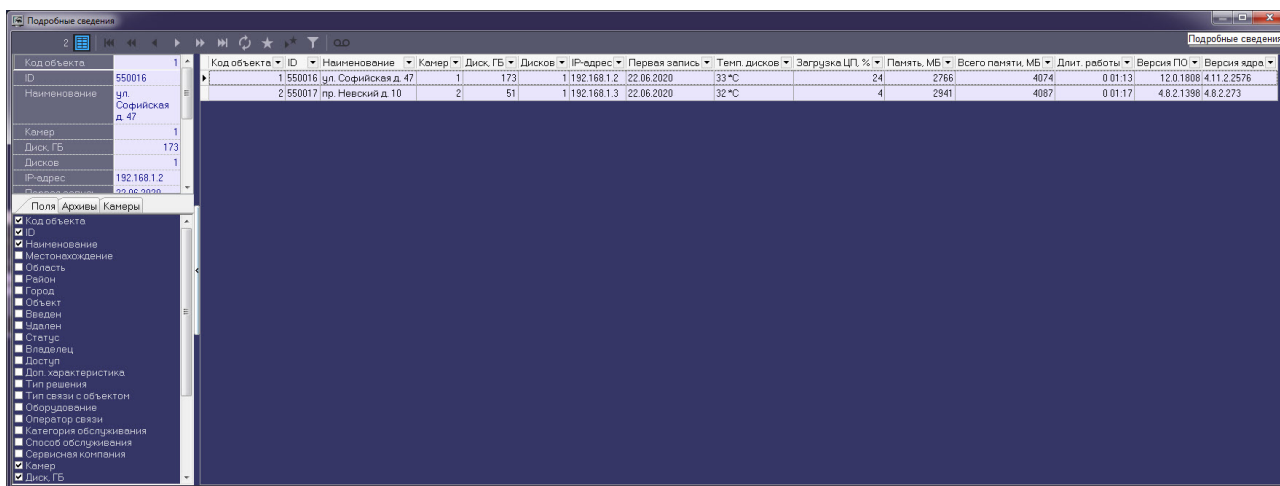 Подробные сведения
2
Подробные сведения
Код объекта 1
ID 550016
Наименование ул. Софийская д. 47
Камер 1
Диск, ГБ 173
Дисков 1
IP-адрес 192.168.1.2
Первая запись 22.06.2020
Код объекта ID Наименование Камер Диск, ГБ Дисков IP-адрес Первая запись Темп. дисков Загрузка ЦП, % Память, МБ Всего памяти, МБ Длит. работы Версия ПО Версия ядра
1 550016 ул. Софийская д. 47 1 173 1 192.168.1.2 22.06.2020 33 °C 24 2766 4074 0 01:13 12.0.1808 4.11.2.2576
2 550017 пр. Невский д. 10 2 51 1 192.168.1.3 22.06.2020 32 °C 4 2941 4087 0 01:17 4.8.2.1398 4.8.2.273
Поля Архивы Камеры
Код объекта
ID
Наименование
Местонахождение
Область
Район
Город
Объект
Введен
Удален
Статус
Владелец
Доступ
Доп. характеристика
Тип решения
Тип связи с объектом
Оборудование
Оператор связи
Категория обслуживания
Способ обслуживания
Сервисная компания
Камер
Диск, ГБ